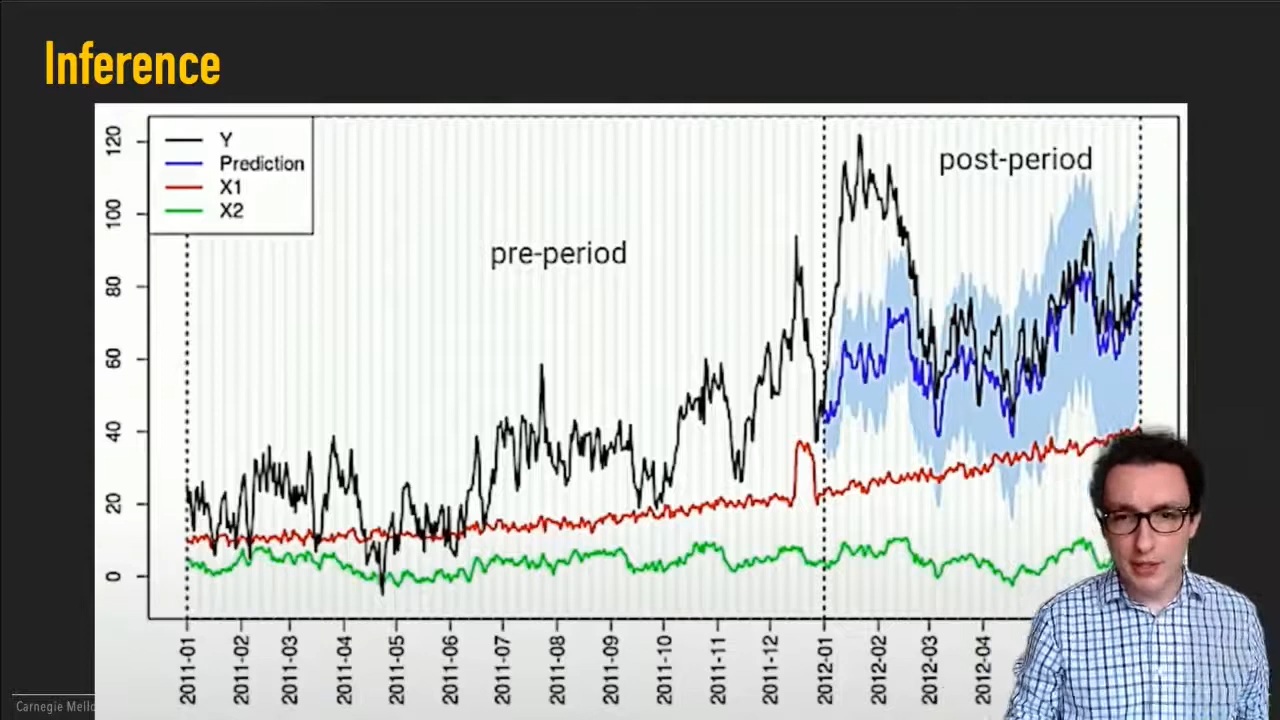 Inference
Y
Prediction
X1
X2
pre-period
post-period
120
100
80
60
40
20
0
2011-01
2011-02
2011-03
2011-04
2011-05
2011-06
2011-07
2011-08
2011-09
2011-10
2011-11
2011-12
2012-01
2012-02
2012-03
2012-04
Carnegie